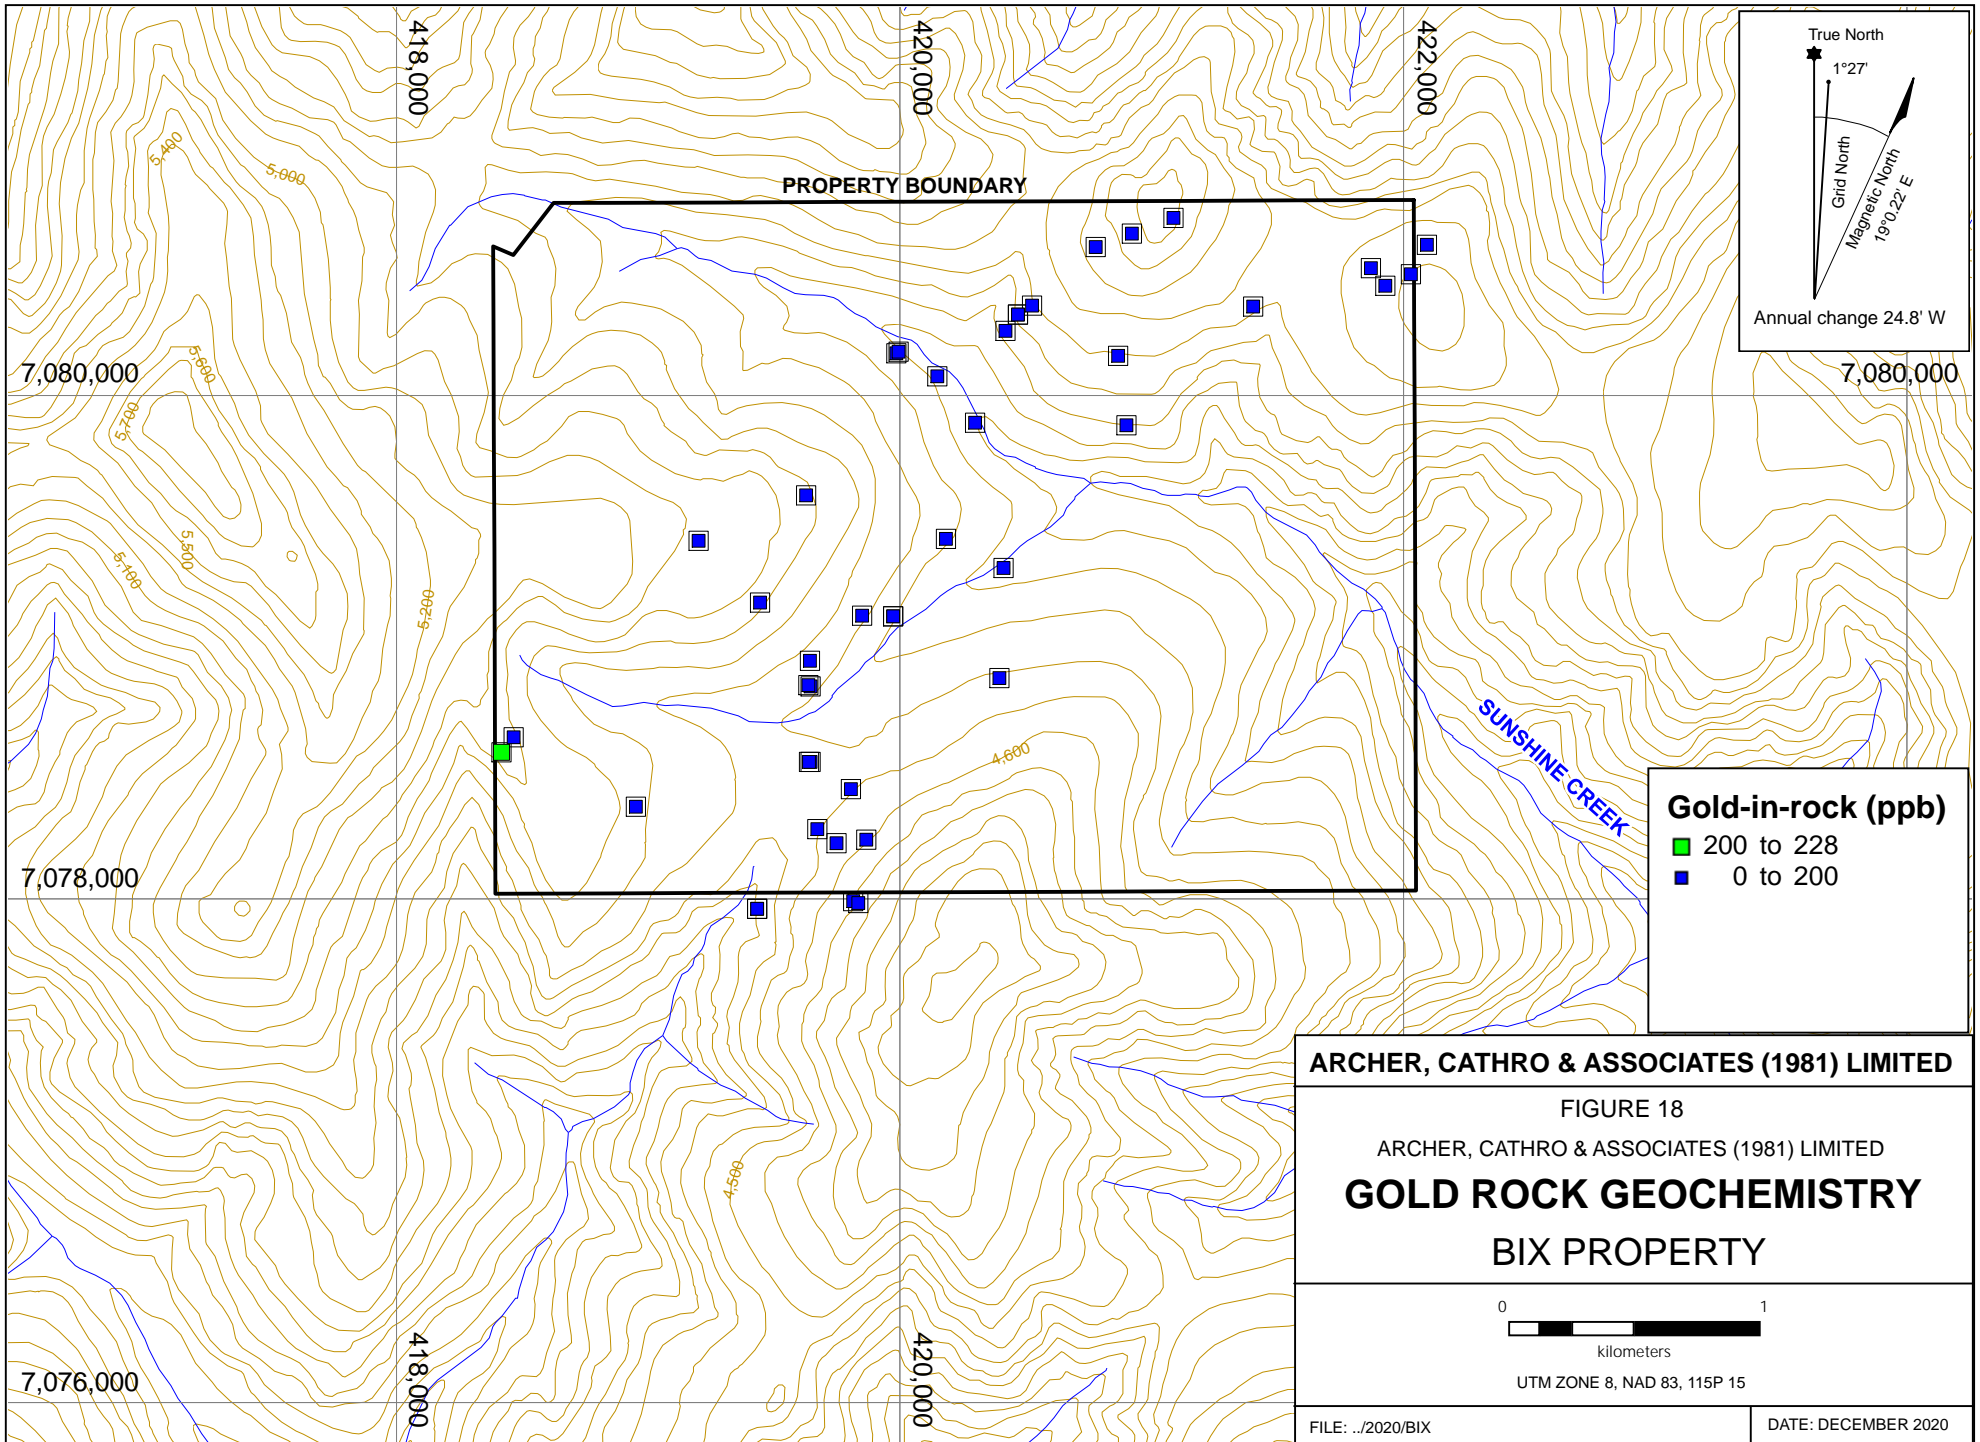 418,000
420,000
422,000
True North
1°27'
Grid North
Magnetic North
19°0.22' E
Annual change 24.8' W
5,400
5,000
PROPERTY BOUNDARY
5,600
7,080,000
7,080,000
5,700
5,500
5,100
5,200
SUNSHINE CREEK
4,600
Gold-in-rock (ppb)
200 to 228
0 to 200
7,078,000
4,500
ARCHER, CATHRO & ASSOCIATES (1981) LIMITED
FIGURE 18
ARCHER, CATHRO & ASSOCIATES (1981) LIMITED
GOLD ROCK GEOCHEMISTRY
BIX PROPERTY
0 1
kilometers
UTM ZONE 8, NAD 83, 115P 15
7,076,000
418,000
420,000
FILE: ../2020/BIX
DATE: DECEMBER 2020